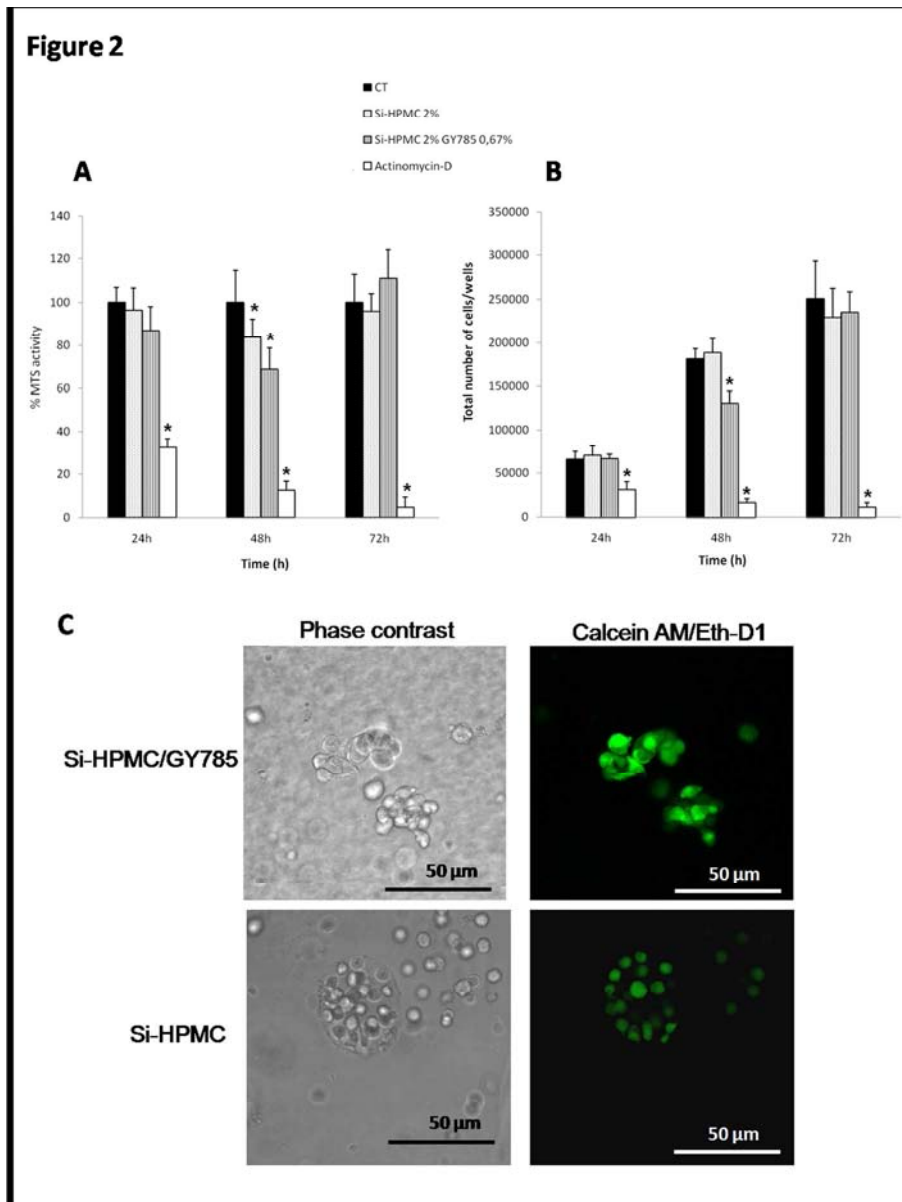 Figure 2
CT
Si-HPMC 2%
Si-HPMC 2% GY785 0,67%
Actinomycin-D
A
% MTS activity
140
120
100
80
60
40
20
0
* * * * * 
24h 48h 72h
Time (h)
B
Total number of cells/wells
350000
300000
250000
200000
150000
100000
50000
0
* * * *
24h 48h 72h
Time (h)
C
Phase contrast Calcein AM/Eth-D1
Si-HPMC/GY785
50 µm 50 µm
Si-HPMC
50 µm 50 µm